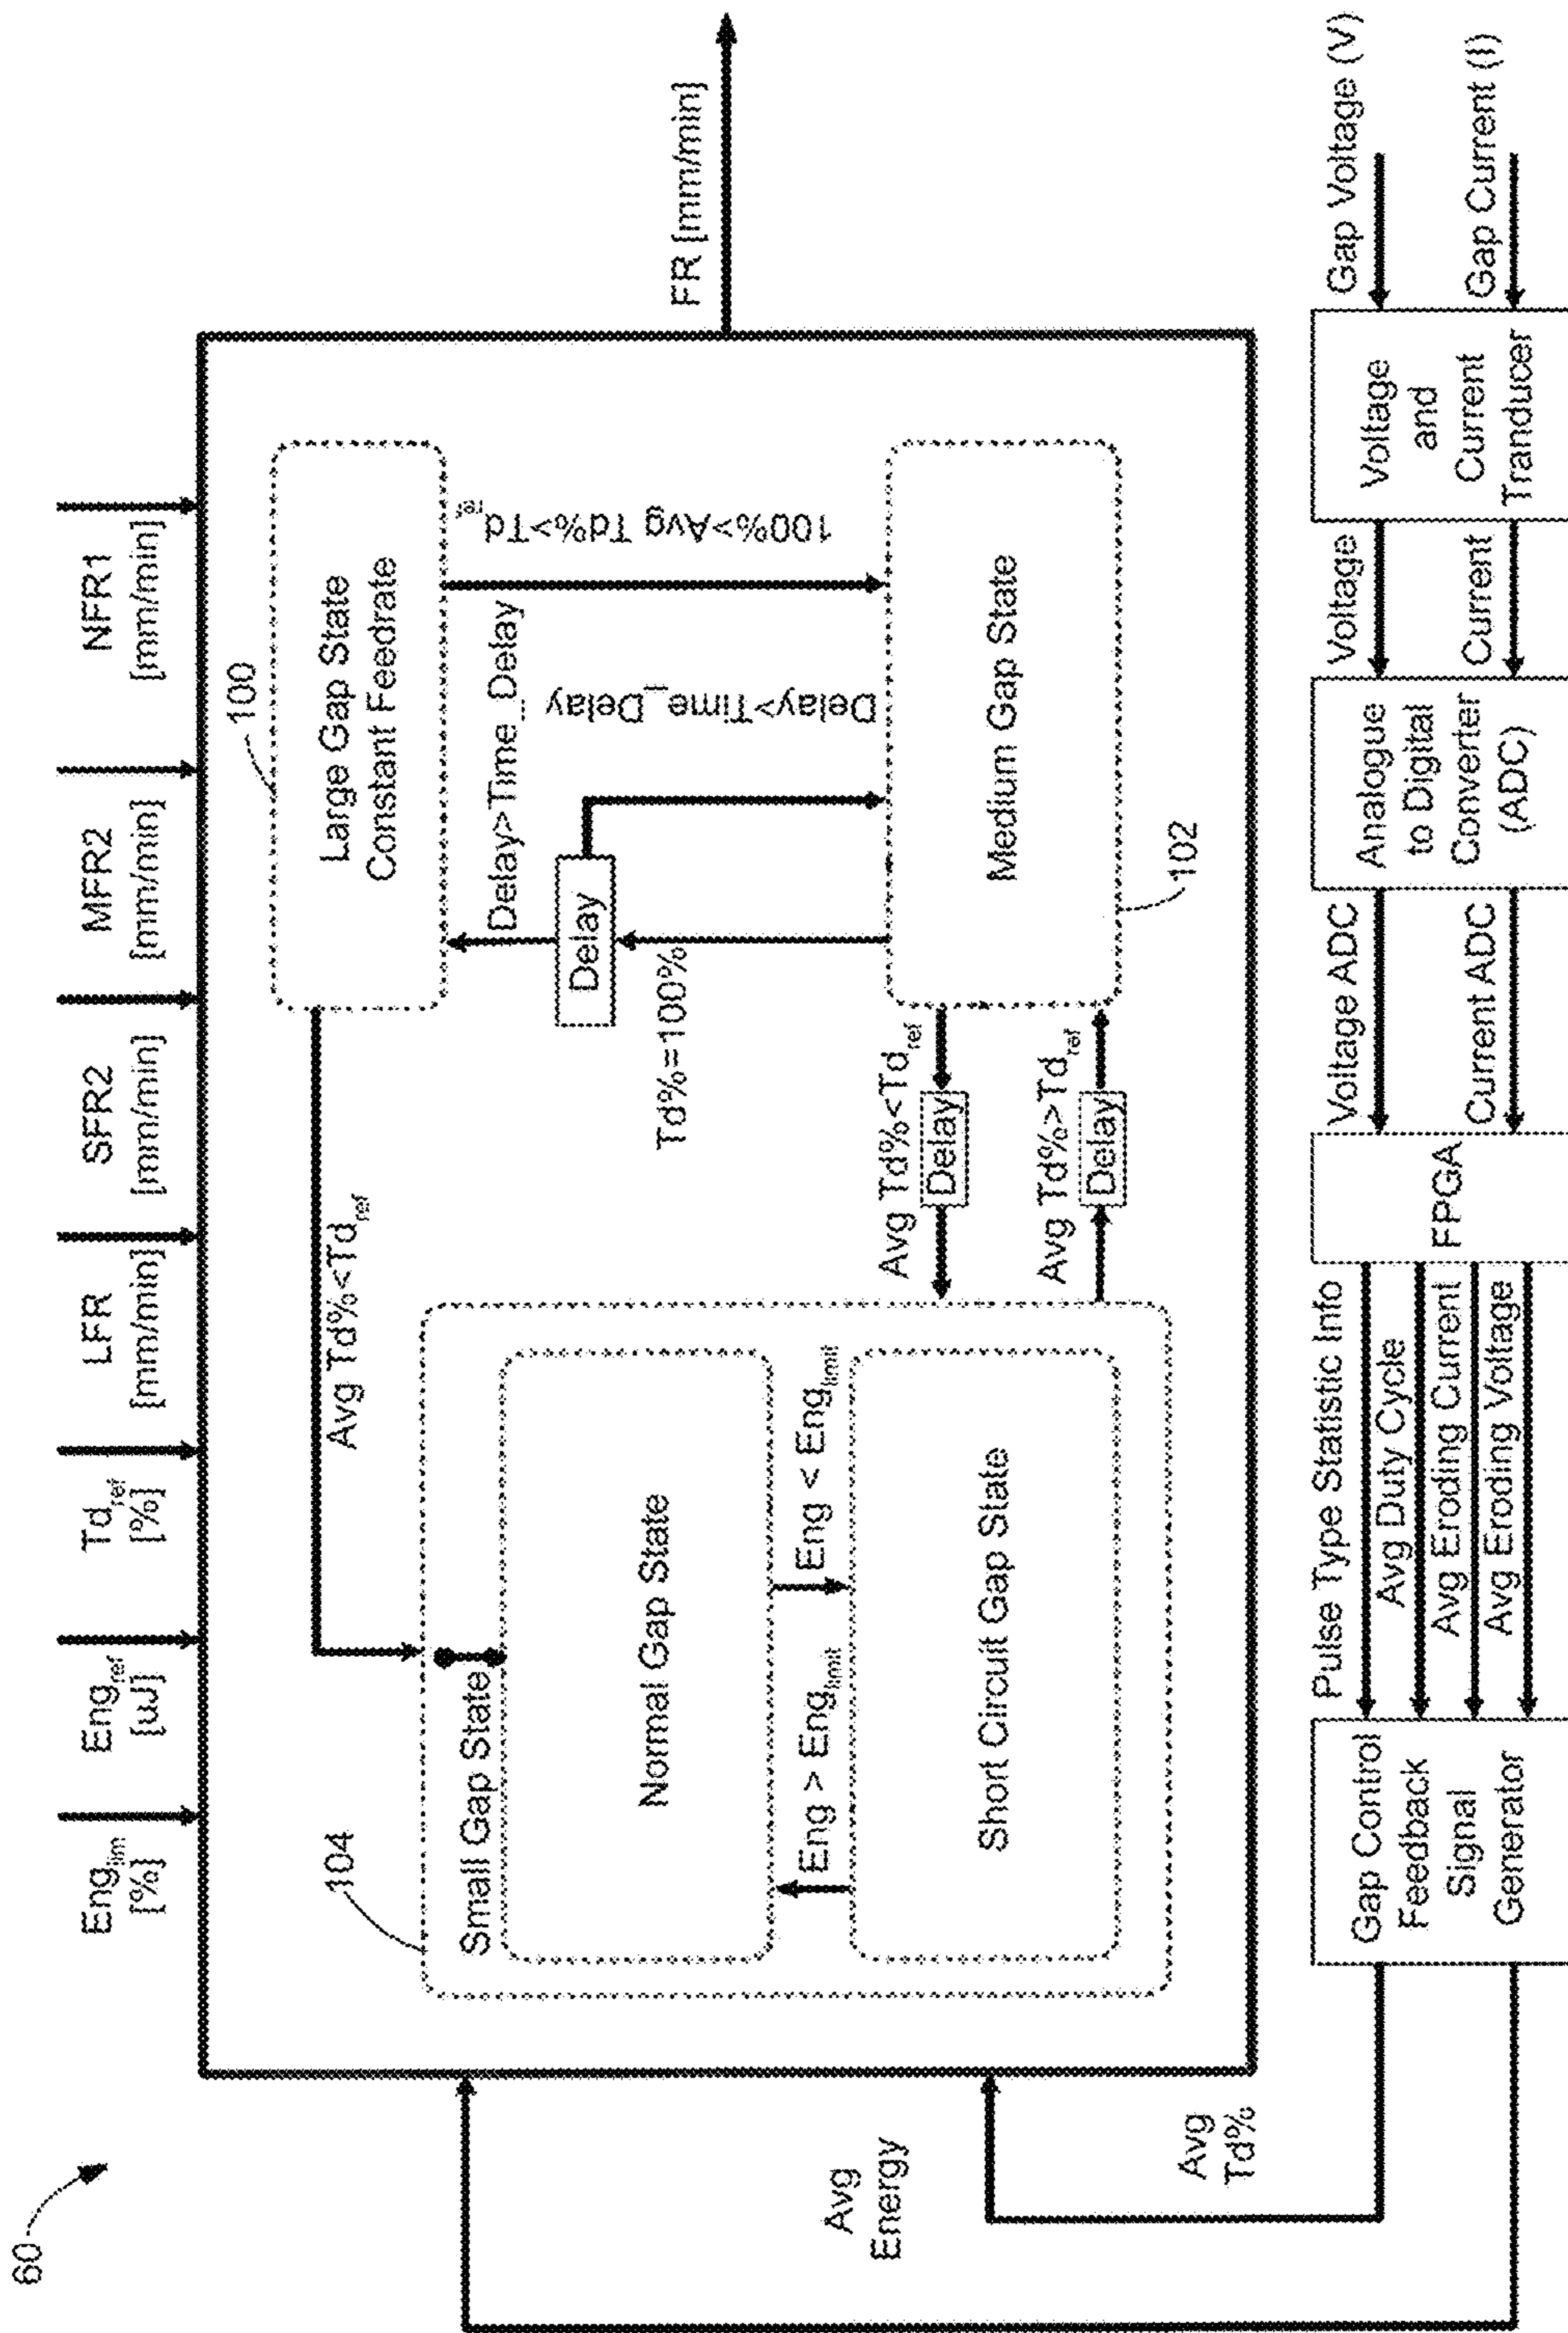 60
Eng_lim
[%]
Eng_ref
[uJ]
Td_ref
[%]
LFR
[mm/min]
SFR2
[mm/min]
MFR2
[mm/min]
NFR1
[mm/min]
FR [mm/min]
104
Small Gap State
Normal Gap State
Eng > Eng_limit
Eng < Eng_limit
Short Circuit Gap State
Avg Td%<Td_ref
100
Large Gap State
Constant Feedrate
Delay>Time_Delay
Delay
Td%=100%
Delay>Time_Delay
100%>Avg Td%>Td_ref
Avg Td%<Td_ref
Delay
Avg Td%>Td_ref
Delay
Medium Gap State
102
Avg
Energy
Avg
Td%
Gap Control
Feedback
Signal
Generator
Pulse Type Statistic Info
Avg Duty Cycle
Avg Eroding Current
Avg Eroding Voltage
FPGA
Voltage ADC
Current ADC
Analogue
to Digital
Converter
(ADC)
Voltage
Current
Voltage
and
Current
Tranducer
Gap Voltage (V)
Gap Current (I)